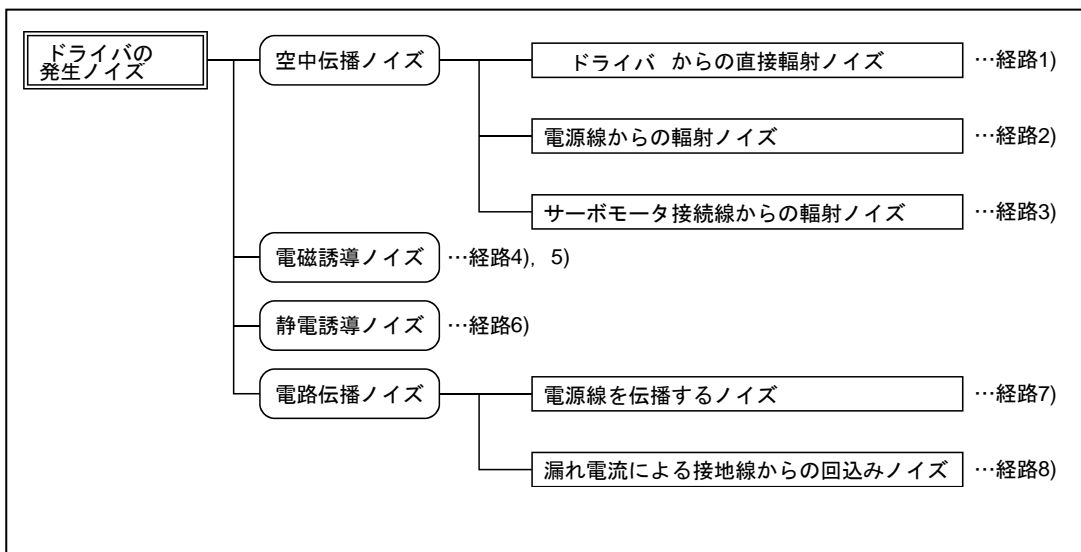 ドライバの
発生ノイズ
空中伝播ノイズ
ドライバ からの直接輻射ノイズ …経路1)
電源線からの輻射ノイズ …経路2)
サーボモータ接続線からの輻射ノイズ …経路3)
電磁誘導ノイズ …経路4), 5)
静電誘導ノイズ …経路6)
電路伝播ノイズ
電源線を伝播するノイズ …経路7)
漏れ電流による接地線からの回込みノイズ …経路8)